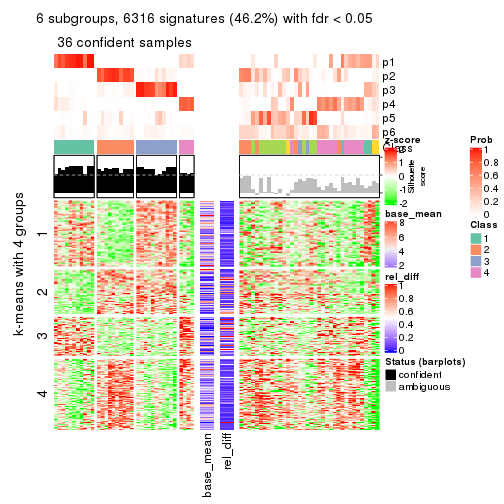 6 subgroups, 6316 signatures (46.2%) with fdr < 0.05
36 confident samples
p1
p2
p3
p4
p5
p6
Class
z-score
2
1
0
-1
-2
Silhouette
score
base_mean
8
6
4
2
rel_diff
1
0.8
0.6
0.4
0.2
0
Status (barplots)
confident
ambiguous
Prob
1
0.8
0.6
0.4
0.2
0
Class
1
2
3
4
k-means with 4 groups
1
2
3
4
base_mean
rel_diff